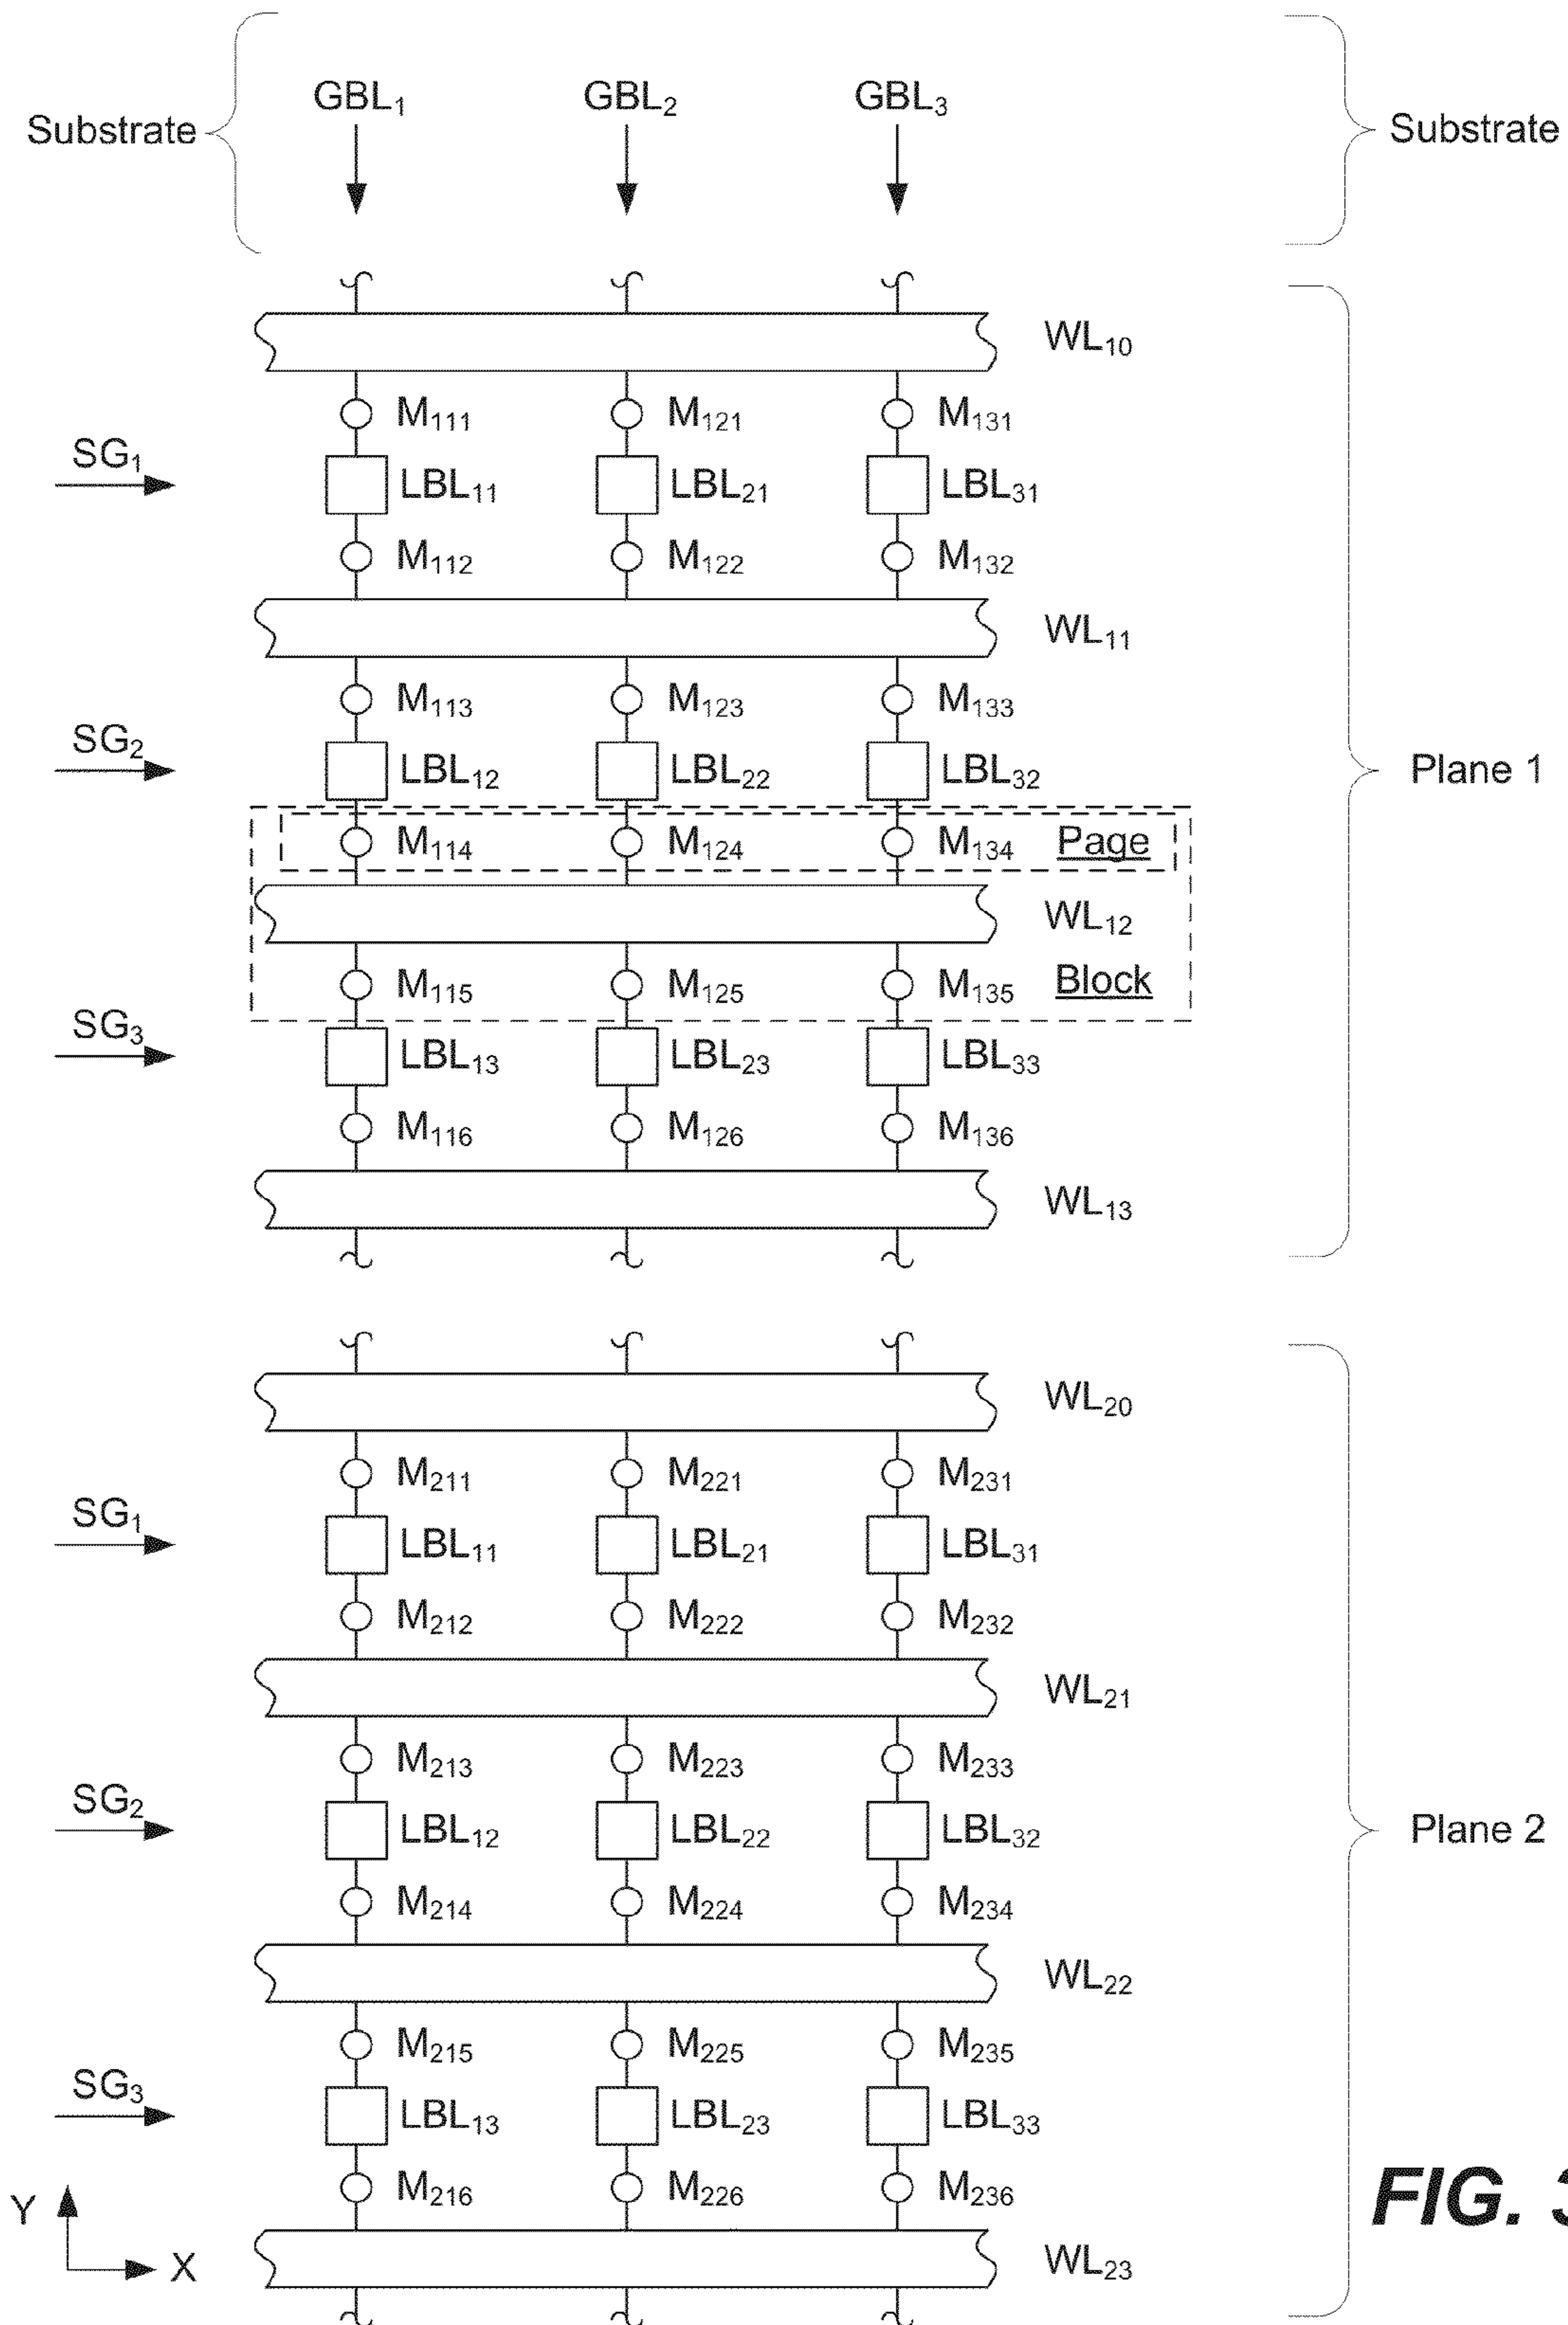 GBL₁ GBL₂ GBL₃
Substrate Substrate
WL₁₀
M₁₁₁ M₁₂₁ M₁₃₁
SG₁ LBL₁₁ LBL₂₁ LBL₃₁
M₁₁₂ M₁₂₂ M₁₃₂
WL₁₁
M₁₁₃ M₁₂₃ M₁₃₃
SG₂ LBL₁₂ LBL₂₂ LBL₃₂ Plane 1
M₁₁₄ M₁₂₄ M₁₃₄ Page
WL₁₂
M₁₁₅ M₁₂₅ M₁₃₅ Block
SG₃ LBL₁₃ LBL₂₃ LBL₃₃
M₁₁₆ M₁₂₆ M₁₃₆
WL₁₃
WL₂₀
M₂₁₁ M₂₂₁ M₂₃₁
SG₁ LBL₁₁ LBL₂₁ LBL₃₁
M₂₁₂ M₂₂₂ M₂₃₂
WL₂₁
M₂₁₃ M₂₂₃ M₂₃₃
SG₂ LBL₁₂ LBL₂₂ LBL₃₂ Plane 2
M₂₁₄ M₂₂₄ M₂₃₄
WL₂₂
M₂₁₅ M₂₂₅ M₂₃₅
SG₃ LBL₁₃ LBL₂₃ LBL₃₃
M₂₁₆ M₂₂₆ M₂₃₆ FIG. 3
Y
X WL₂₃